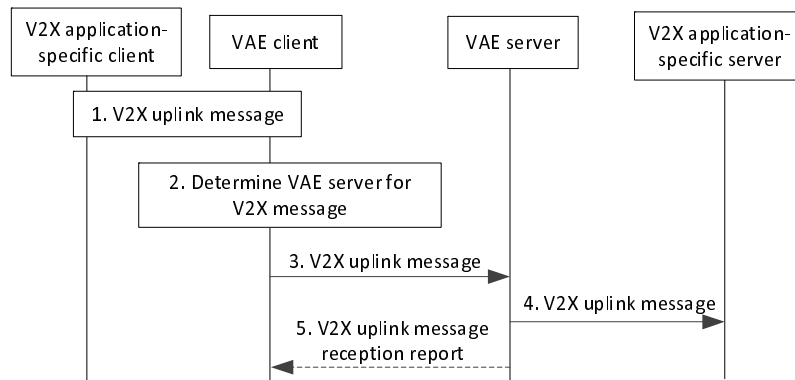 V2X application-
specific client
VAE client
VAE server
V2X application-
specific server
1. V2X uplink message
2. Determine VAE server for
V2X message
3. V2X uplink message
4. V2X uplink message
5. V2X uplink message
reception report